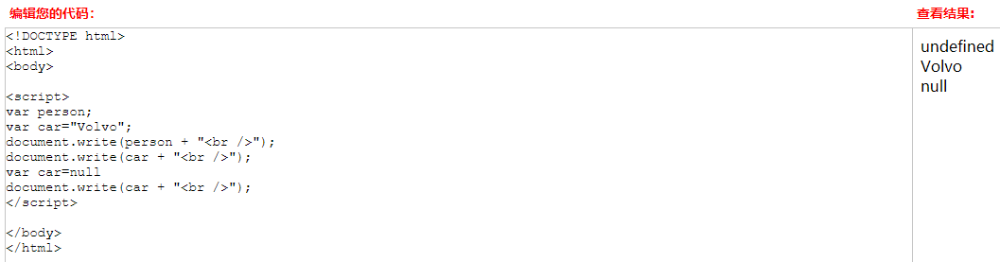 编辑您的代码:
查看结果:
<!DOCTYPE html>
<html>
<body>
<script>
var person;
var car="Volvo";
document.write(person + "<br />");
document.write(car + "<br />");
var car=null
document.write(car + "<br />");
</script>
</body>
</html>
undefined
Volvo
null